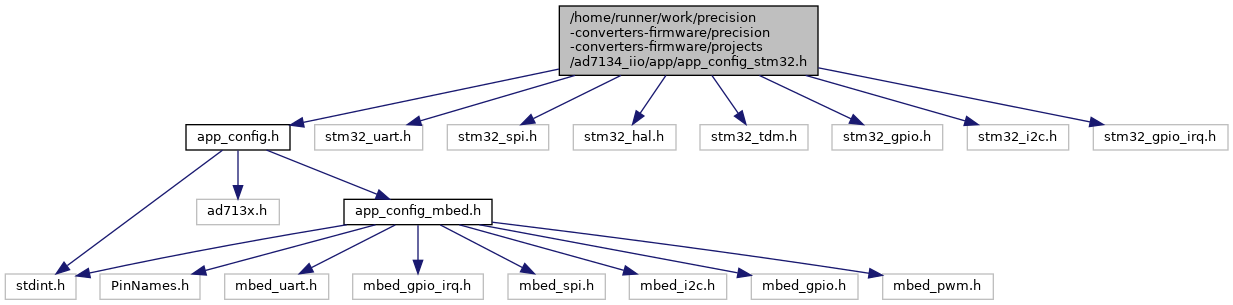 /home/runner/work/precision
-converters-firmware/precision
-converters-firmware/projects
/ad7134_iio/app/app_config_stm32.h
app_config.h
stm32_uart.h
stm32_spi.h
stm32_hal.h
stm32_tdm.h
stm32_gpio.h
stm32_i2c.h
stm32_gpio_irq.h
ad713x.h
app_config_mbed.h
stdint.h
PinNames.h
mbed_uart.h
mbed_gpio_irq.h
mbed_spi.h
mbed_i2c.h
mbed_gpio.h
mbed_pwm.h